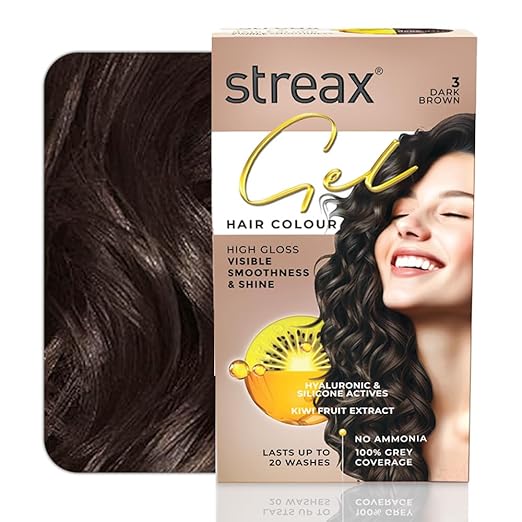 streax®
3
DARK
BROWN
Gel
HAIR COLOUR
HIGH GLOSS
VISIBLE
SMOOTHNESS
& SHINE
HYALURONIC &
SILICONE ACTIVES
KIWI FRUIT EXTRACT
LASTS UP TO
20 WASHES
NO AMMONIA
100% GREY
COVERAGE